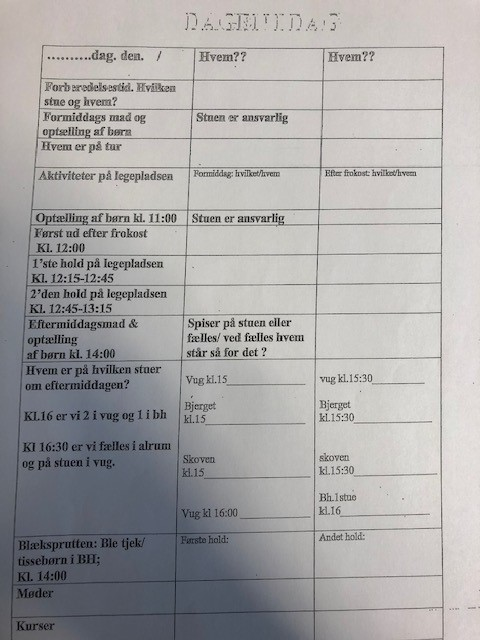 ..........dag. den.   /
Hvem??
Hvem??
Forberedelsestid. Hvilken
stue og hvem?
Formiddags mad og
optælling af børn
Stuen er ansvarlig
Hvem er på tur
Aktiviteter på legepladsen
Formiddag: hvilket/hvem
Efter frokost: hvilket/hvem
Optælling af børn kl. 11:00
Stuen er ansvarlig
Først ud efter frokost
Kl. 12:00
1'ste hold på legepladsen
Kl. 12:15-12:45
2'den hold på legepladsen
Kl. 12:45-13:15
Eftermiddagsmad &
optælling
af børn kl. 14:00
Spiser på stuen eller
fælles/ ved fælles hvem
står så for det ?
Hvem er på hvilken stuer
om eftermiddagen?
Kl.16 er vi 2 i vug og 1 i bh
Kl 16:30 er vi fælles i alrum
og på stuen i vug.
Vug kl.15
Bjerget
kl.15
Skoven
kl.15
Vug kl 16:00
vug kl.15:30
Bjerget
kl.15:30
skoven
kl.15:30
Bh.1stue
kl.16
Blæksprutten: Ble tjek/
tissebørn i BH;
Kl. 14:00
Første hold:
Andet hold:
Møder
Kurser